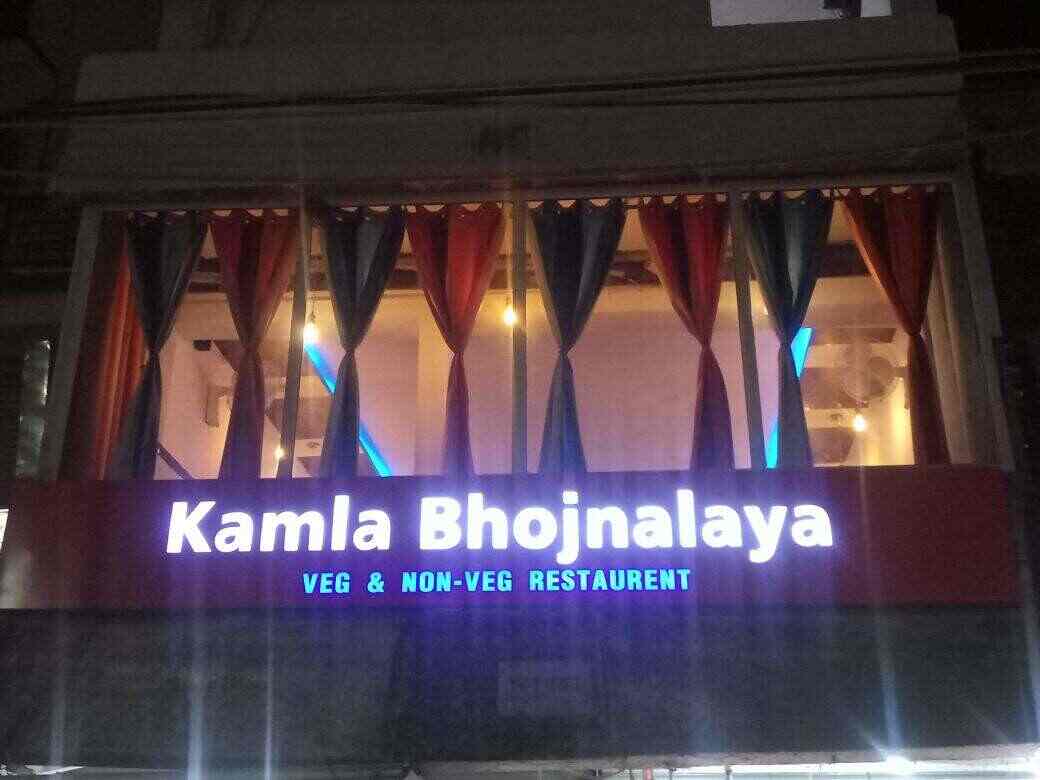 Kamla Bhojnalaya
VEG & NON-VEG RESTAURENT